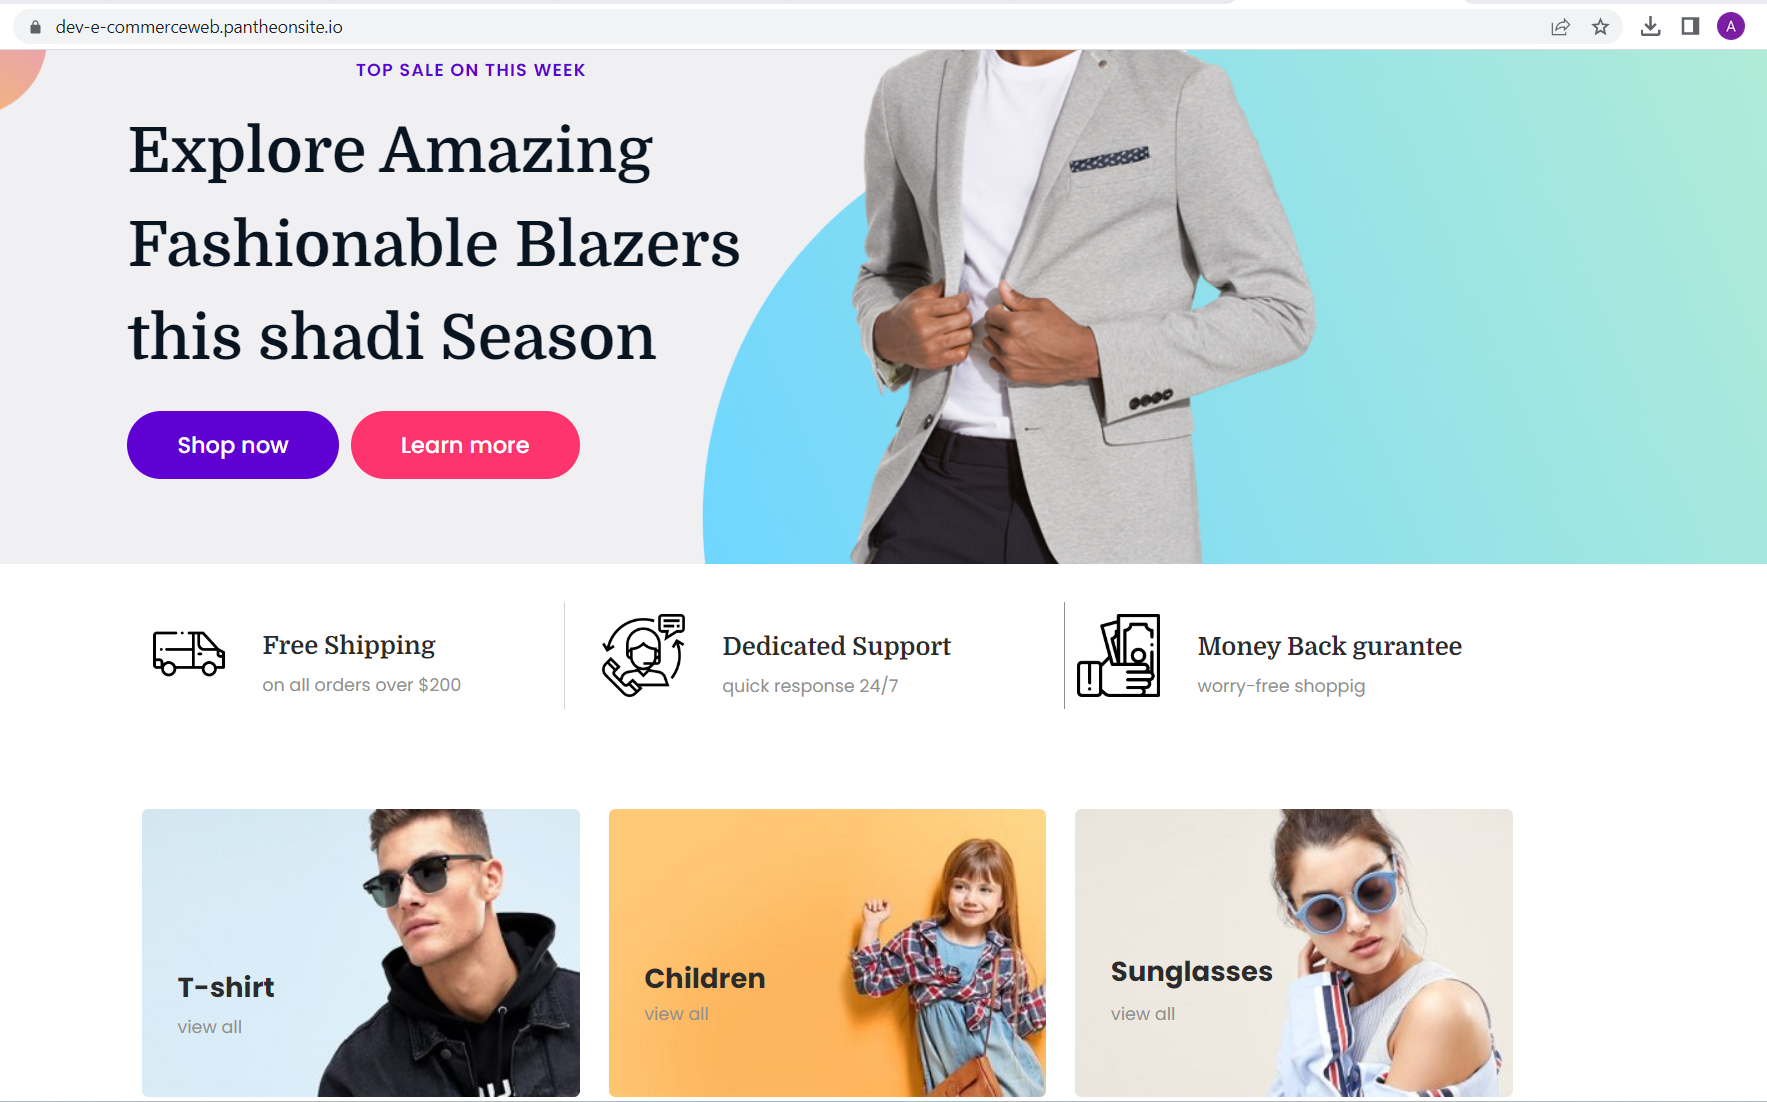 dev-e-commerceweb.pantheonsite.io
A
TOP SALE ON THIS WEEK
Explore Amazing
Fashionable Blazers
this shadi Season
Shop now
Learn more
Free Shipping
on all orders over $200
Dedicated Support
quick response 24/7
Money Back gurantee
worry-free shoppig
T-shirt
view all
Children
view all
Sunglasses
view all